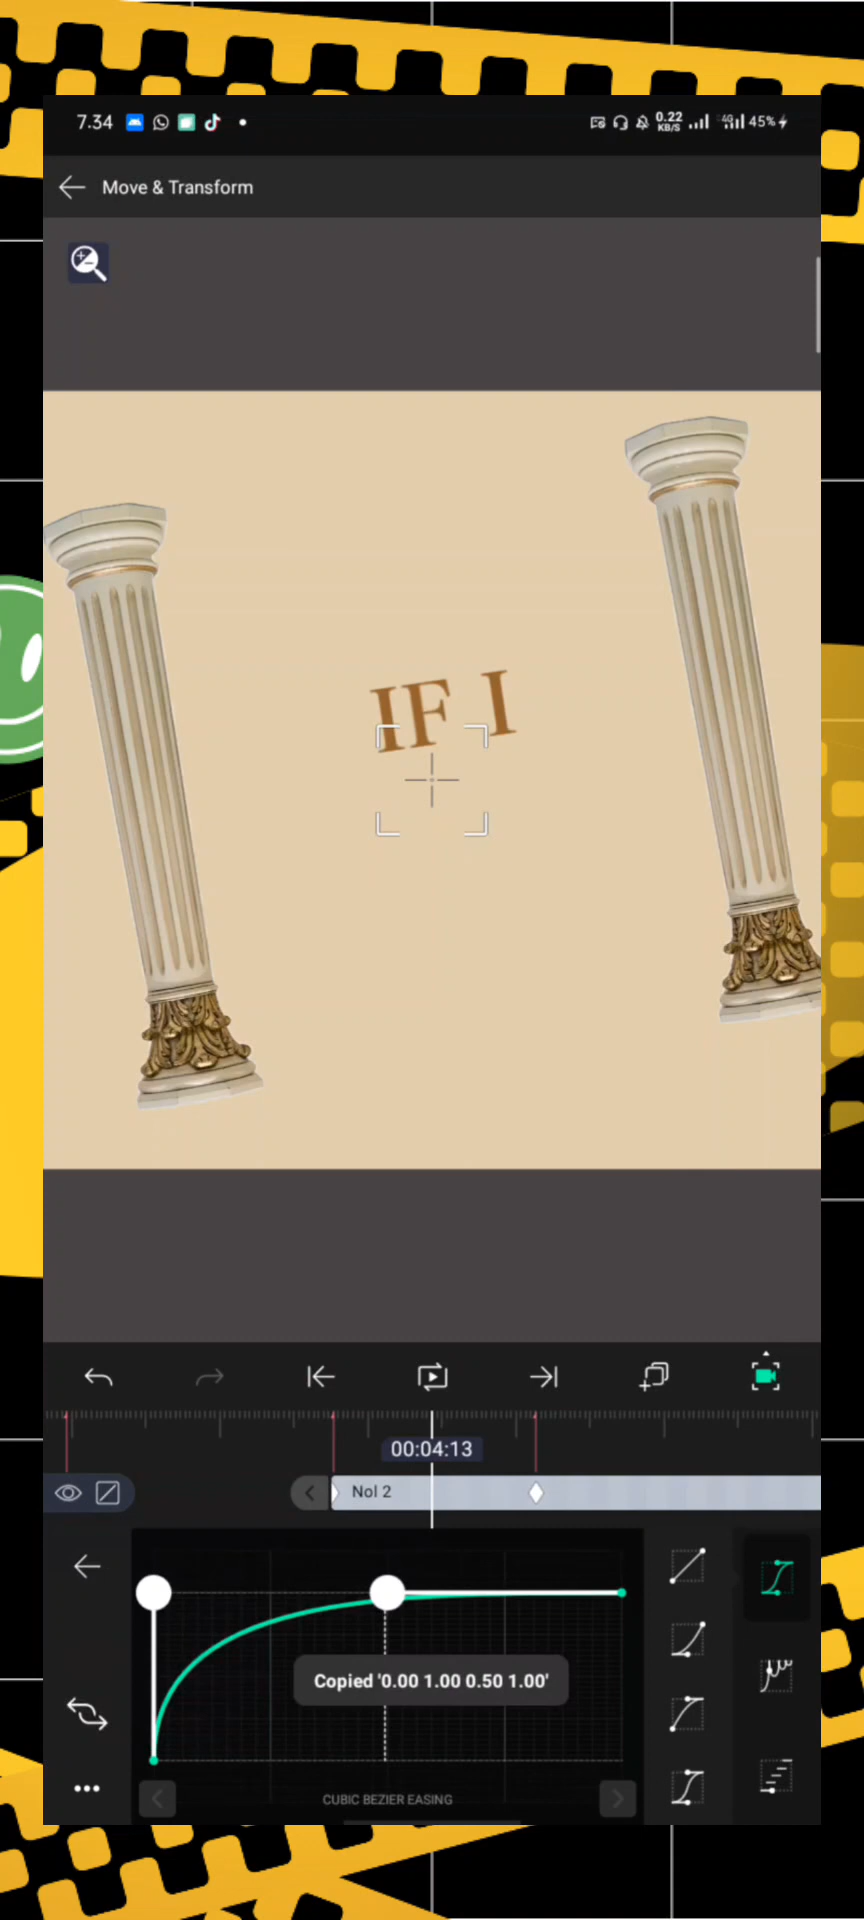 7.34 0.22 KB/S 4G 45%
Move & Transform
IF I
00:04:13
Nol 2
Copied '0.00 1.00 0.50 1.00'
CUBIC BEZIER EASING